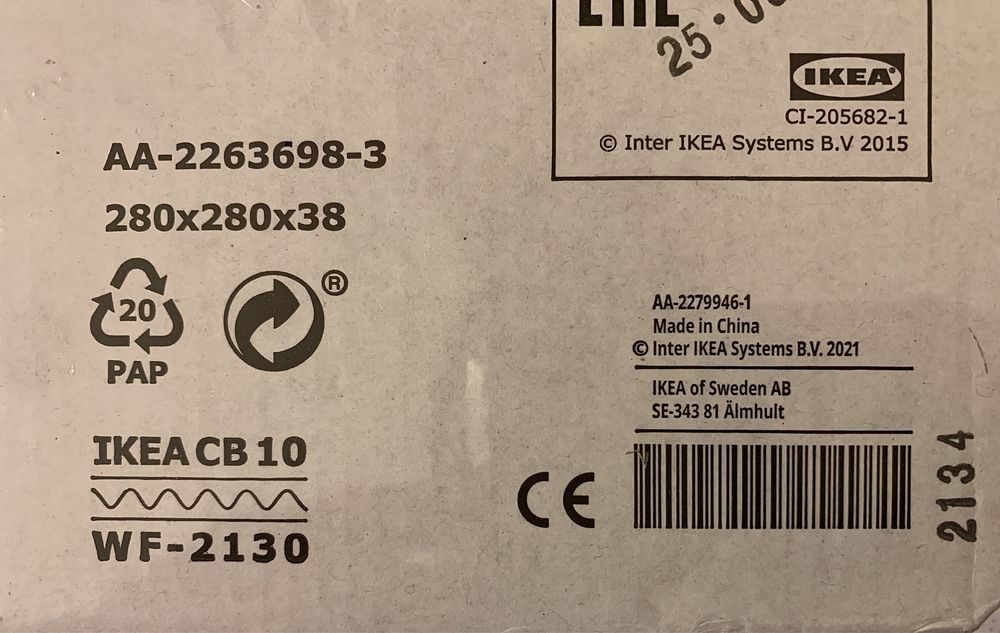 IKEA®
CI-205682-1
© Inter IKEA Systems B.V 2015
AA-2263698-3
280x280x38
20
PAP
®
IKEA CB 10
WF-2130
AA-2279946-1
Made in China
© Inter IKEA Systems B.V. 2021
IKEA of Sweden AB
SE-343 81 Älmhult
CE
2134